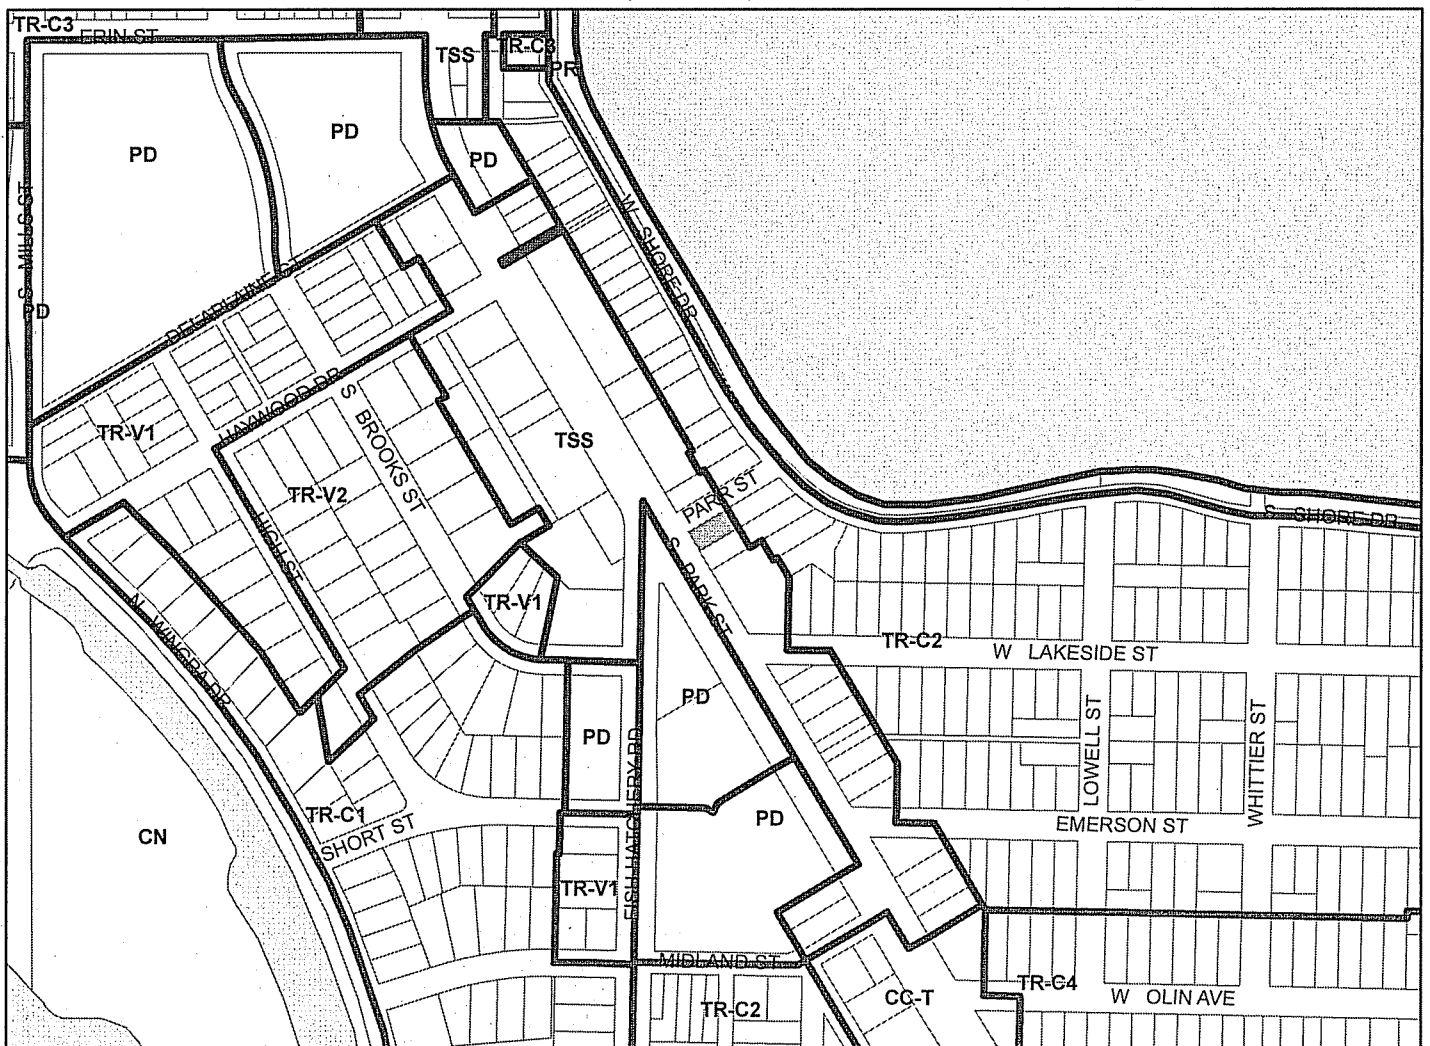 TR-C3
ERIN ST
TSS
TR-C3
PR
PD
PD
PD
S MILLS ST
PD
W SHORE DR
DELAPLAINE CT
HAYWOOD DR
S BROOKS ST
TR-V1
TSS
TR-V2
HIGH ST
PARR ST
S PARK ST
S SHORE DR
TR-V1
N WINGRA DR
TR-C2
W LAKESIDE ST
PD
PD
LOWELL ST
WHITTIER ST
FISH HATCHERY RD
TR-C1
SHORT ST
PD
EMERSON ST
CN
TR-V1
MIDLAND ST
TR-C2
CC-T
TR-C4
W OLIN AVE